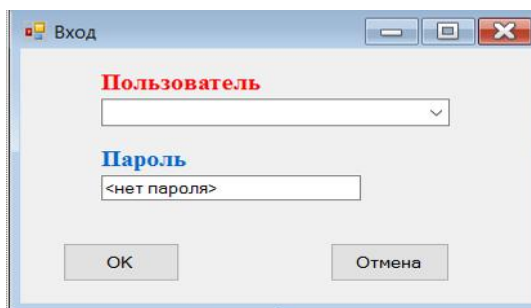 Вход
Пользователь
Пароль
<нет пароля>
OK
Отмена